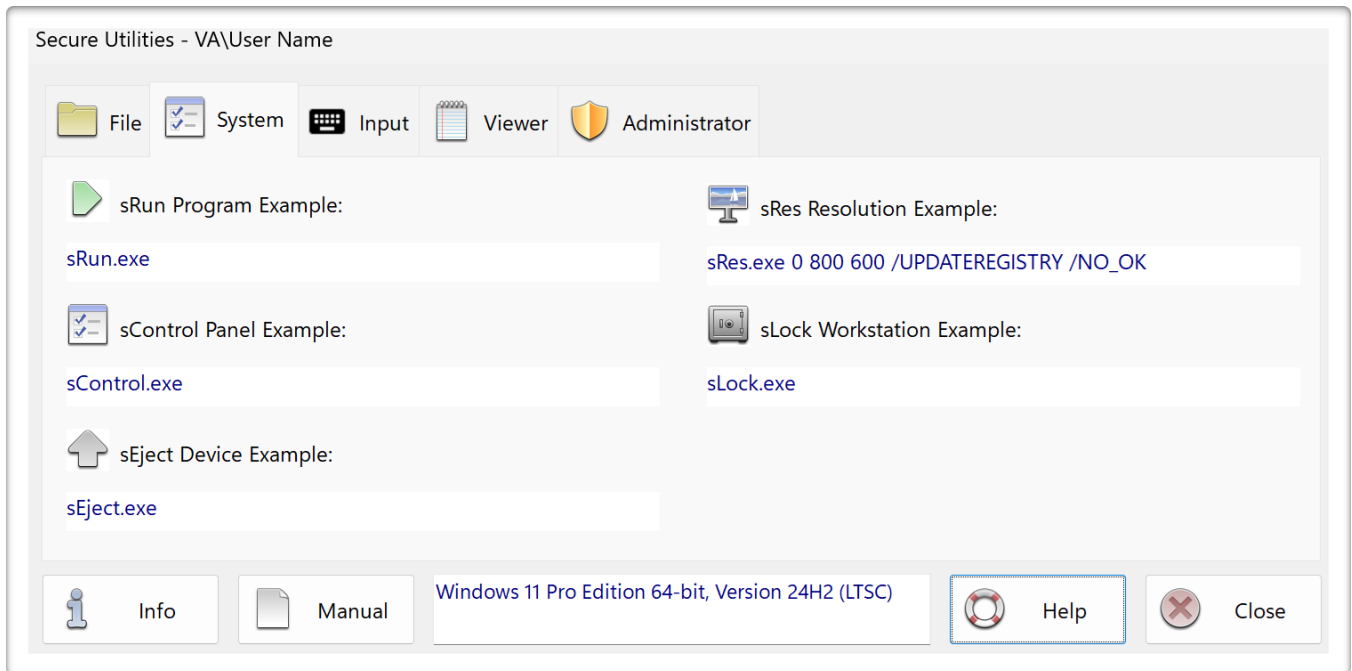 Secure Utilities - VA\User Name
File
System
Input
Viewer
Administrator
sRun Program Example:
sRun.exe
sControl Panel Example:
sControl.exe
sEject Device Example:
sEject.exe
sRes Resolution Example:
sRes.exe 0 800 600 /UPDATEREGISTRY /NO_OK
sLock Workstation Example:
sLock.exe
Info
Manual
Windows 11 Pro Edition 64-bit, Version 24H2 (LTSC)
Help
Close